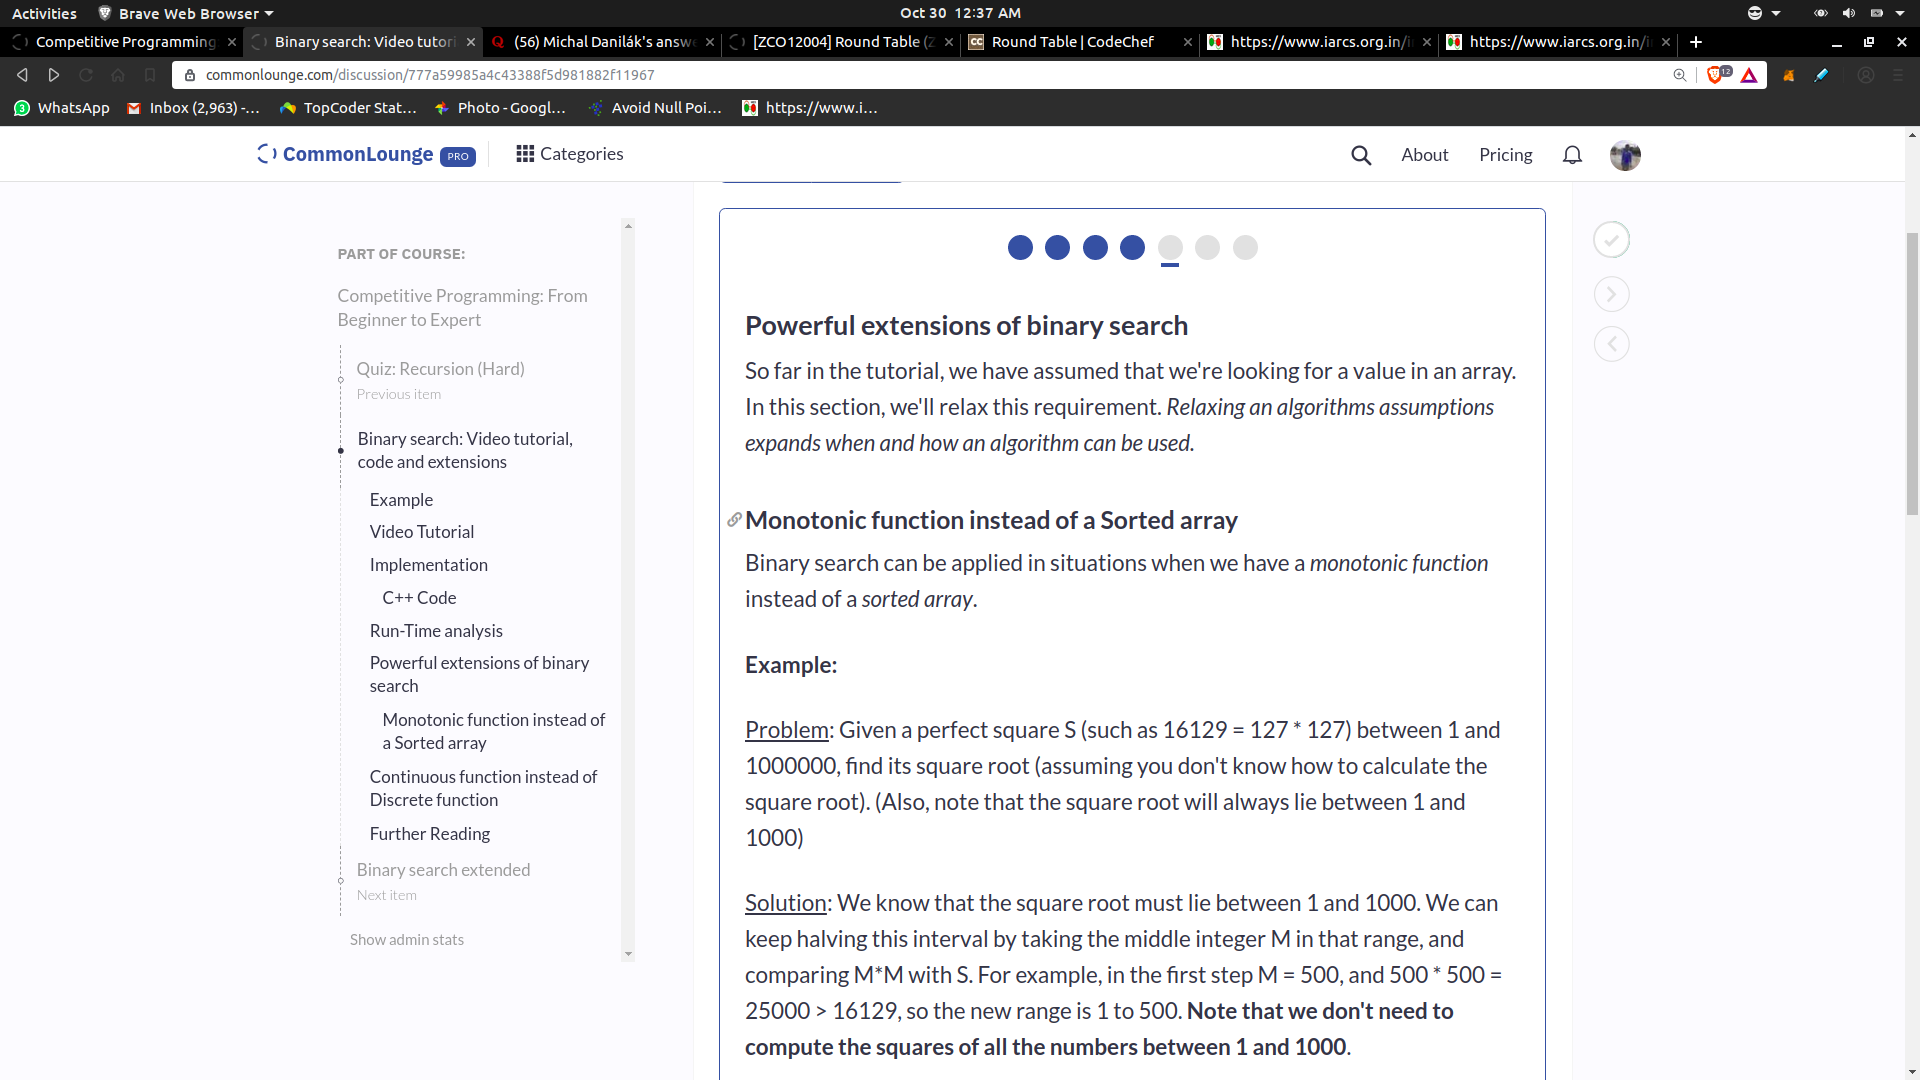 Activities Brave Web Browser Oct 30 12:37 AM
Competitive Programming Binary search: Video tutori (56) Michal Danilák's answ [ZCO12004] Round Table (Z Round Table | CodeChef https://www.iarcs.org.in/i https://www.iarcs.org.in/i
commonlounge.com/discussion/777a59985a4c43388f5d981882f11967 12
3 WhatsApp Inbox (2,963) -... TopCoder Stat... Photo - Googl... Avoid Null Poi... https://www.i...
CommonLounge PRO Categories About Pricing
PART OF COURSE:
Competitive Programming: From
Beginner to Expert
Quiz: Recursion (Hard)
Previous item
Binary search: Video tutorial,
code and extensions
Example
Video Tutorial
Implementation
C++ Code
Run-Time analysis
Powerful extensions of binary
search
Monotonic function instead of
a Sorted array
Continuous function instead of
Discrete function
Further Reading
Binary search extended
Next item
Show admin stats
Powerful extensions of binary search
So far in the tutorial, we have assumed that we're looking for a value in an array.
In this section, we'll relax this requirement. Relaxing an algorithms assumptions
expands when and how an algorithm can be used.
Monotonic function instead of a Sorted array
Binary search can be applied in situations when we have a monotonic function
instead of a sorted array.
Example:
Problem: Given a perfect square S (such as 16129 = 127 * 127) between 1 and
1000000, find its square root (assuming you don't know how to calculate the
square root). (Also, note that the square root will always lie between 1 and
1000)
Solution: We know that the square root must lie between 1 and 1000. We can
keep halving this interval by taking the middle integer M in that range, and
comparing M*M with S. For example, in the first step M = 500, and 500 * 500 =
25000 > 16129, so the new range is 1 to 500. Note that we don't need to
compute the squares of all the numbers between 1 and 1000.